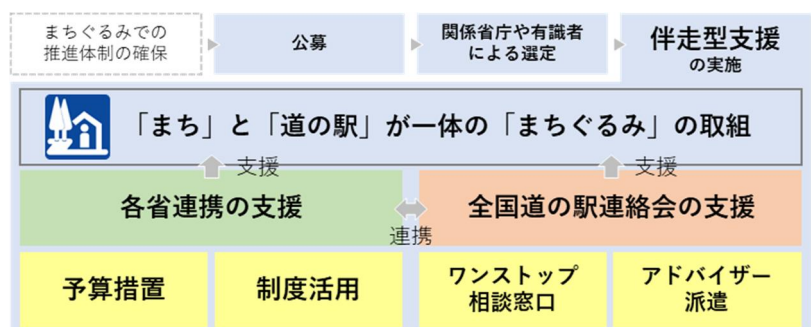 まちぐるみでの
推進体制の確保
公募
関係省庁や有識者
による選定
伴走型支援
の実施
「まち」と「道の駅」が一体の「まちぐるみ」の取組
支援
支援
各省連携の支援
連携
全国道の駅連絡会の支援
予算措置
制度活用
ワンストップ
相談窓口
アドバイザー
派遣